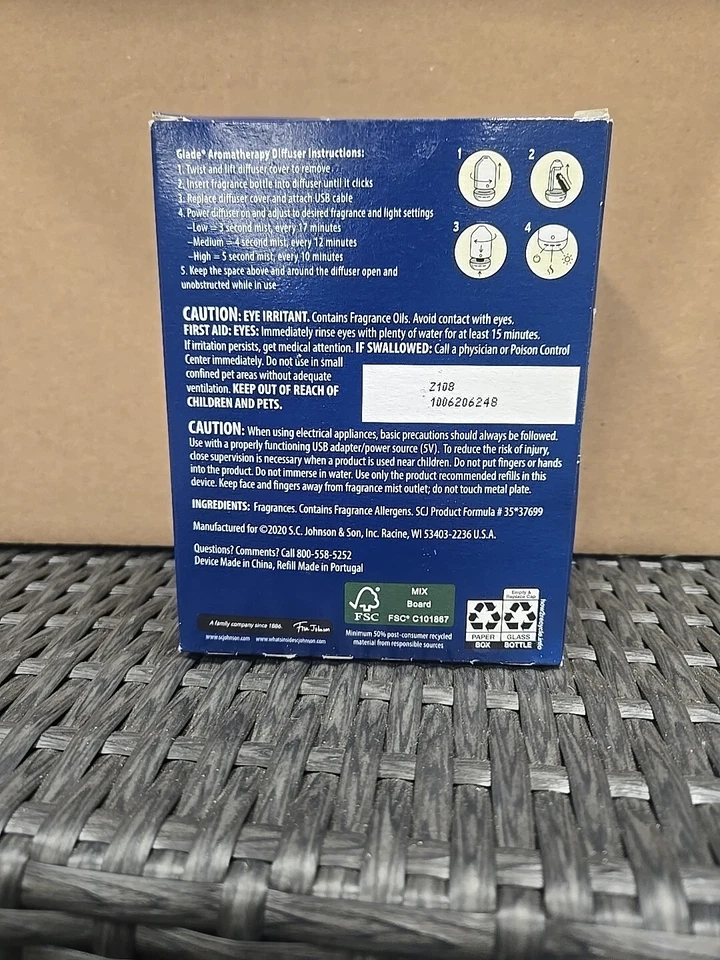 Glade® Aromatherapy Diffuser Instructions:
1. Twist and lift diffuser cover to remove
2. Insert fragrance bottle into diffuser until it clicks
3. Replace diffuser cover and attach USB cable
4. Power diffuser on and adjust to desired fragrance and light settings
–Low = 3 second mist, every 17 minutes
–Medium = 4 second mist, every 12 minutes
–High = 5 second mist, every 10 minutes
5. Keep the space above and around the diffuser open and
unobstructed while in use
1 2
3 4
CAUTION: EYE IRRITANT. Contains Fragrance Oils. Avoid contact with eyes.
FIRST AID: EYES: Immediately rinse eyes with plenty of water for at least 15 minutes.
If irritation persists, get medical attention. IF SWALLOWED: Call a physician or Poison Control
Center immediately. Do not use in small
confined pet areas without adequate
ventilation. KEEP OUT OF REACH OF
CHILDREN AND PETS.
Z108
1006206248
CAUTION: When using electrical appliances, basic precautions should always be followed.
Use with a properly functioning USB adapter/power source (5V). To reduce the risk of injury,
close supervision is necessary when a product is used near children. Do not put fingers or hands
into the product. Do not immerse in water. Use only the product recommended refills in this
device. Keep face and fingers away from fragrance mist outlet; do not touch metal plate.
INGREDIENTS: Fragrances. Contains Fragrance Allergens. SCJ Product Formula # 35*37699
Manufactured for ©2020 S.C. Johnson & Son, Inc. Racine, WI 53403-2236 U.S.A.
Questions? Comments? Call 800-558-5252
Device Made in China, Refill Made in Portugal
A family company since 1886.
Fisk Johnson
www.scjohnson.com www.whatsinsidescjohnson.com
FSC
MIX
Board
FSC® C101867
Minimum 50% post-consumer recycled
material from responsible sources
Empty &
Replace Cap
PAPER
BOX
GLASS
BOTTLE
how2recycle.info